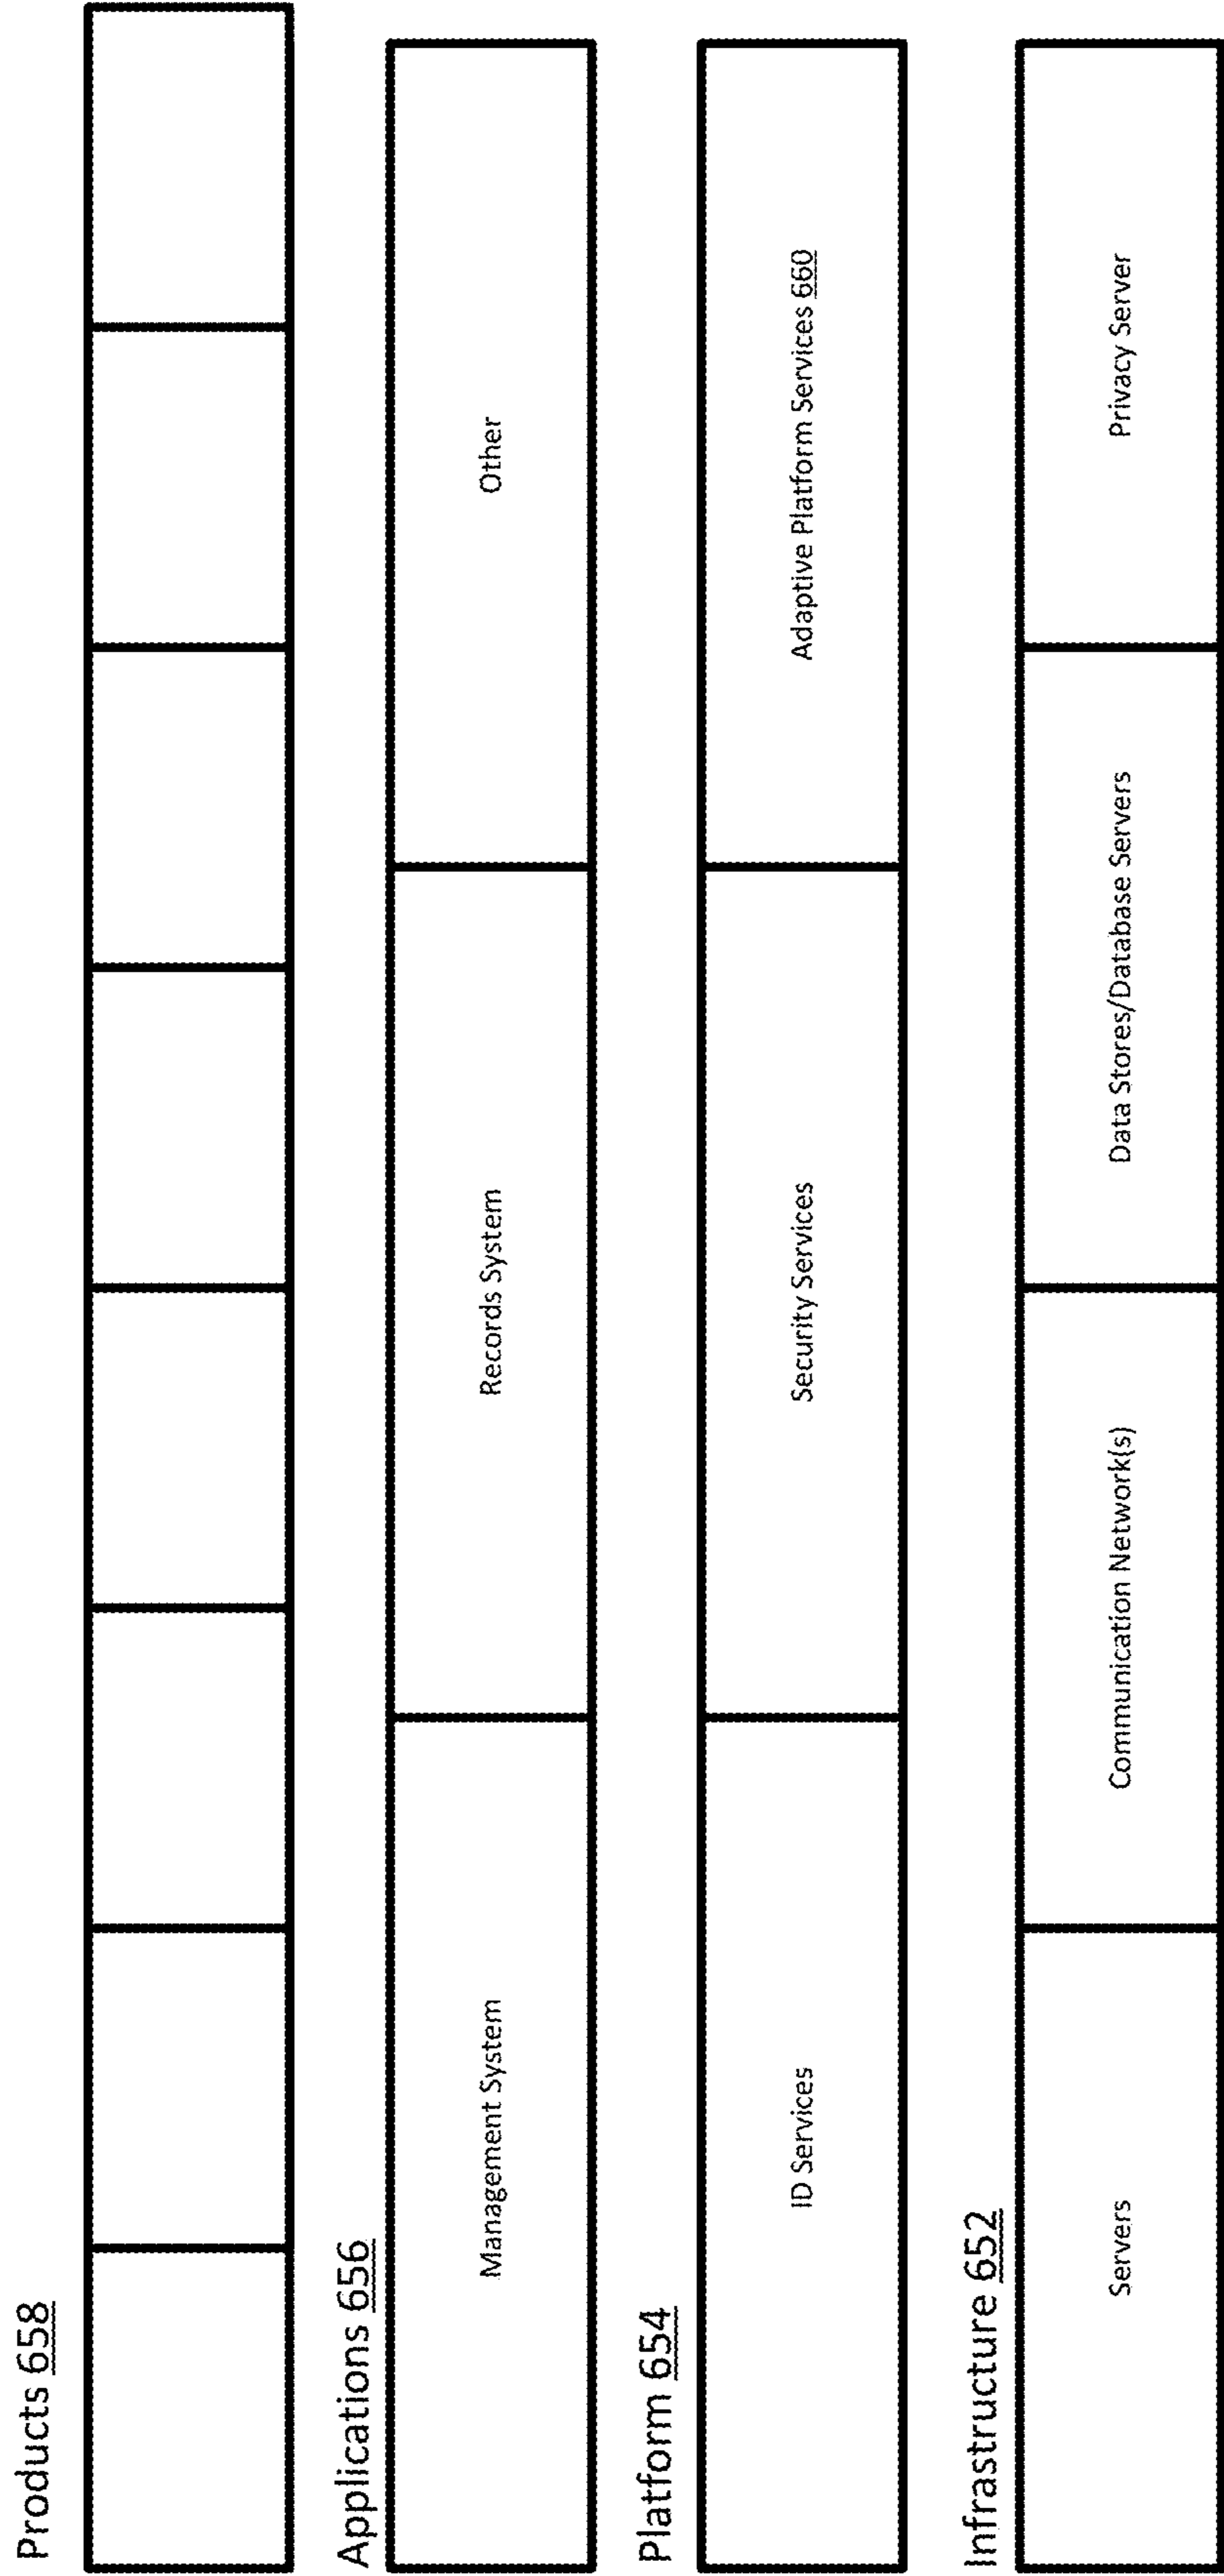 Products 658
Applications 656
Management System
Records System
Other
Platform 654
ID Services
Security Services
Adaptive Platform Services 660
Infrastructure 652
Servers
Communication Network(s)
Data Stores/Database Servers
Privacy Server